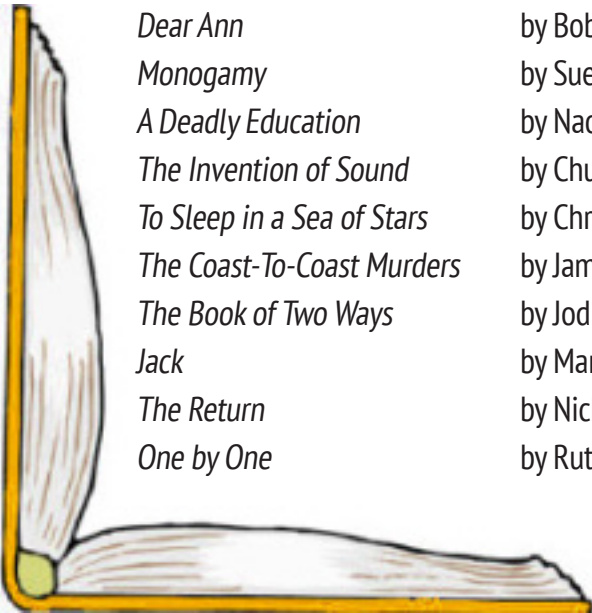 Dear Ann by Bob
Monogamy by Sue
A Deadly Education by Nao
The Invention of Sound by Chu
To Sleep in a Sea of Stars by Chr
The Coast-To-Coast Murders by Jam
The Book of Two Ways by Jod
Jack by Mar
The Return by Nic
One by One by Rut